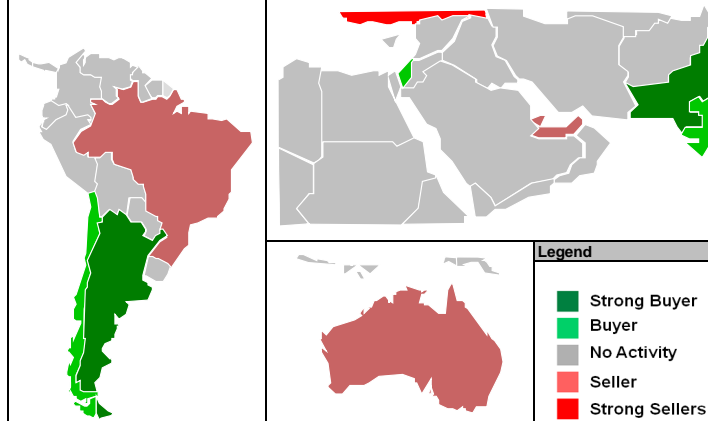 Legend
Strong Buyer
Buyer
No Activity
Seller
Strong Sellers